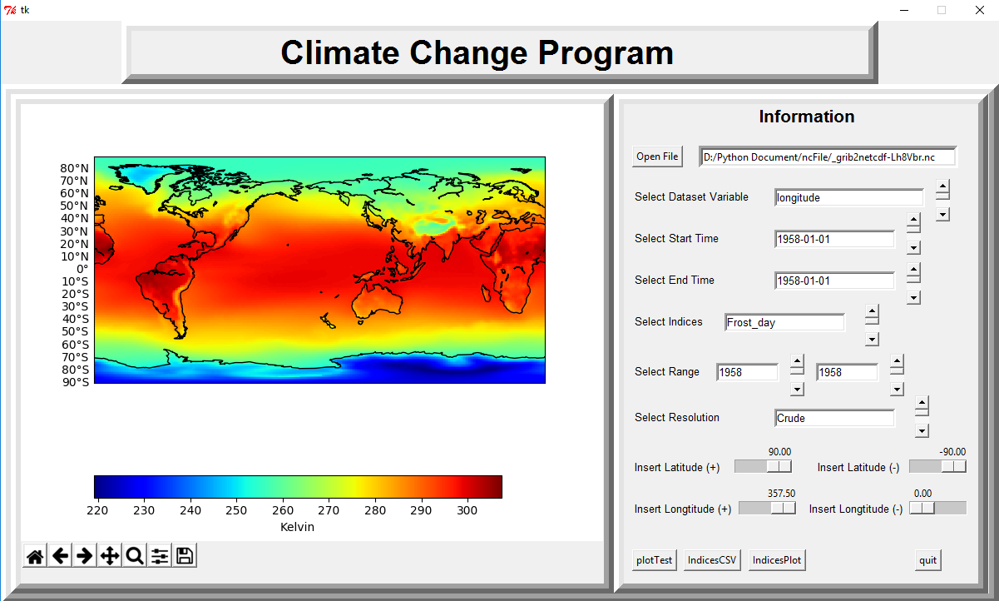 tk
Climate Change Program
80°N
70°N
60°N
50°N
40°N
30°N
20°N
10°N
0°
10°S
20°S
30°S
40°S
50°S
60°S
70°S
80°S
90°S
220 230 240 250 260 270 280 290 300
Kelvin
Information
Open File D:/Python Document/ncFile/_grib2netcdf-Lh8Vbr.nc
Select Dataset Variable longitude
Select Start Time 1958-01-01
Select End Time 1958-01-01
Select Indices Frost_day
Select Range 1958 1958
Select Resolution Crude
90.00 -90.00
Insert Latitude (+) Insert Latitude (-)
357.50 0.00
Insert Longtitude (+) Insert Longtitude (-)
plotTest IndicesCSV IndicesPlot quit